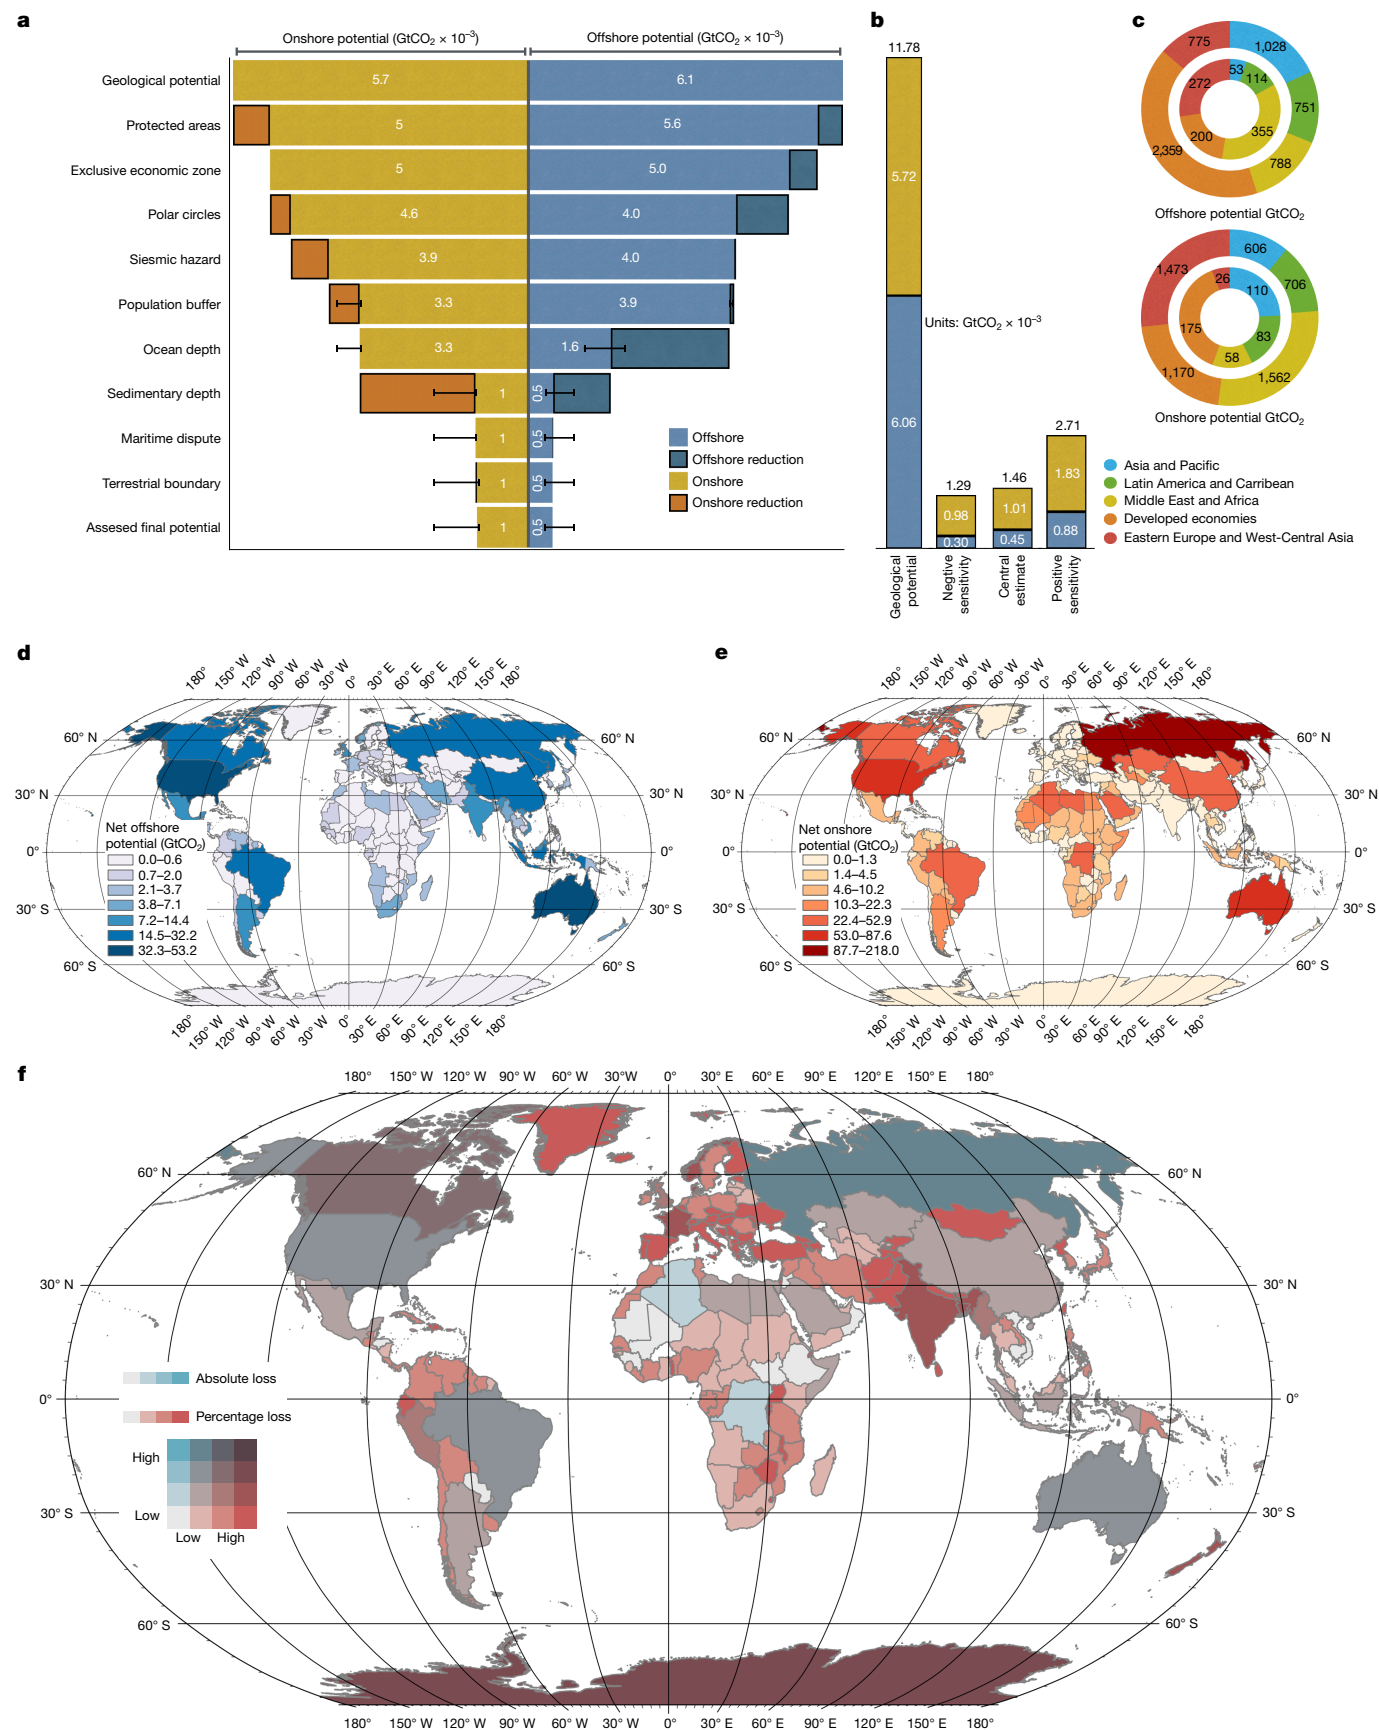 a
Onshore potential (GtCO₂ × 10⁻³)
Offshore potential (GtCO₂ × 10⁻³)
Geological potential
5.7
6.1
Protected areas
5
5.6
Exclusive economic zone
5
5.0
Polar circles
4.6
4.0
Siesmic hazard
3.9
4.0
Population buffer
3.3
3.9
Ocean depth
3.3
1.6
Sedimentary depth
1
0.5
Maritime dispute
1
0.5
Terrestrial boundary
1
0.5
Assesed final potential
1
0.5
Offshore
Offshore reduction
Onshore
Onshore reduction
b
11.78
5.72
6.06
Units: GtCO₂ × 10⁻³
1.29
0.98
0.30
1.46
1.01
0.45
2.71
1.83
0.88
Geological
potential
Negtive
sensitivity
Central
estimate
Positive
sensitivity
c
775
1,028
272
53
114
751
200
355
2,359
788
Offshore potential GtCO₂
606
1,473
26
110
706
175
83
58
1,170
1,562
Onshore potential GtCO₂
Asia and Pacific
Latin America and Carribean
Middle East and Africa
Developed economies
Eastern Europe and West-Central Asia
d
180° 150° W 120° W 90° W 60° W 30° W 0° 30° E 60° E 90° E 120° E 150° E 180°
60° N 60° N
30° N 30° N
0° 0°
30° S 30° S
60° S 60° S
Net offshore
potential (GtCO₂)
0.0–0.6
0.7–2.0
2.1–3.7
3.8–7.1
7.2–14.4
14.5–32.2
32.3–53.2
180° 150° W 120° W 90° W 60° W 30° W 0° 30° E 60° E 90° E 120° E 150° E 180°
e
180° 150° W 120° W 90° W 60° W 30° W 0° 30° E 60° E 90° E 120° E 150° E 180°
60° N 60° N
30° N 30° N
0° 0°
30° S 30° S
60° S 60° S
Net onshore
potential (GtCO₂)
0.0–1.3
1.4–4.5
4.6–10.2
10.3–22.3
22.4–52.9
53.0–87.6
87.7–218.0
180° 150° W 120° W 90° W 60° W 30° W 0° 30° E 60° E 90° E 120° E 150° E 180°
f
180° 150° W 120° W 90° W 60° W 30°W 0° 30° E 60° E 90° E 120° E 150° E 180°
60° N 60° N
30° N 30° N
0° 0°
30° S 30° S
60° S 60° S
Absolute loss
Percentage loss
High
Low
Low High
180° 150° W 120° W 90° W 60° W 30° W 0° 30° E 60° E 90° E 120° E 150° E 180°